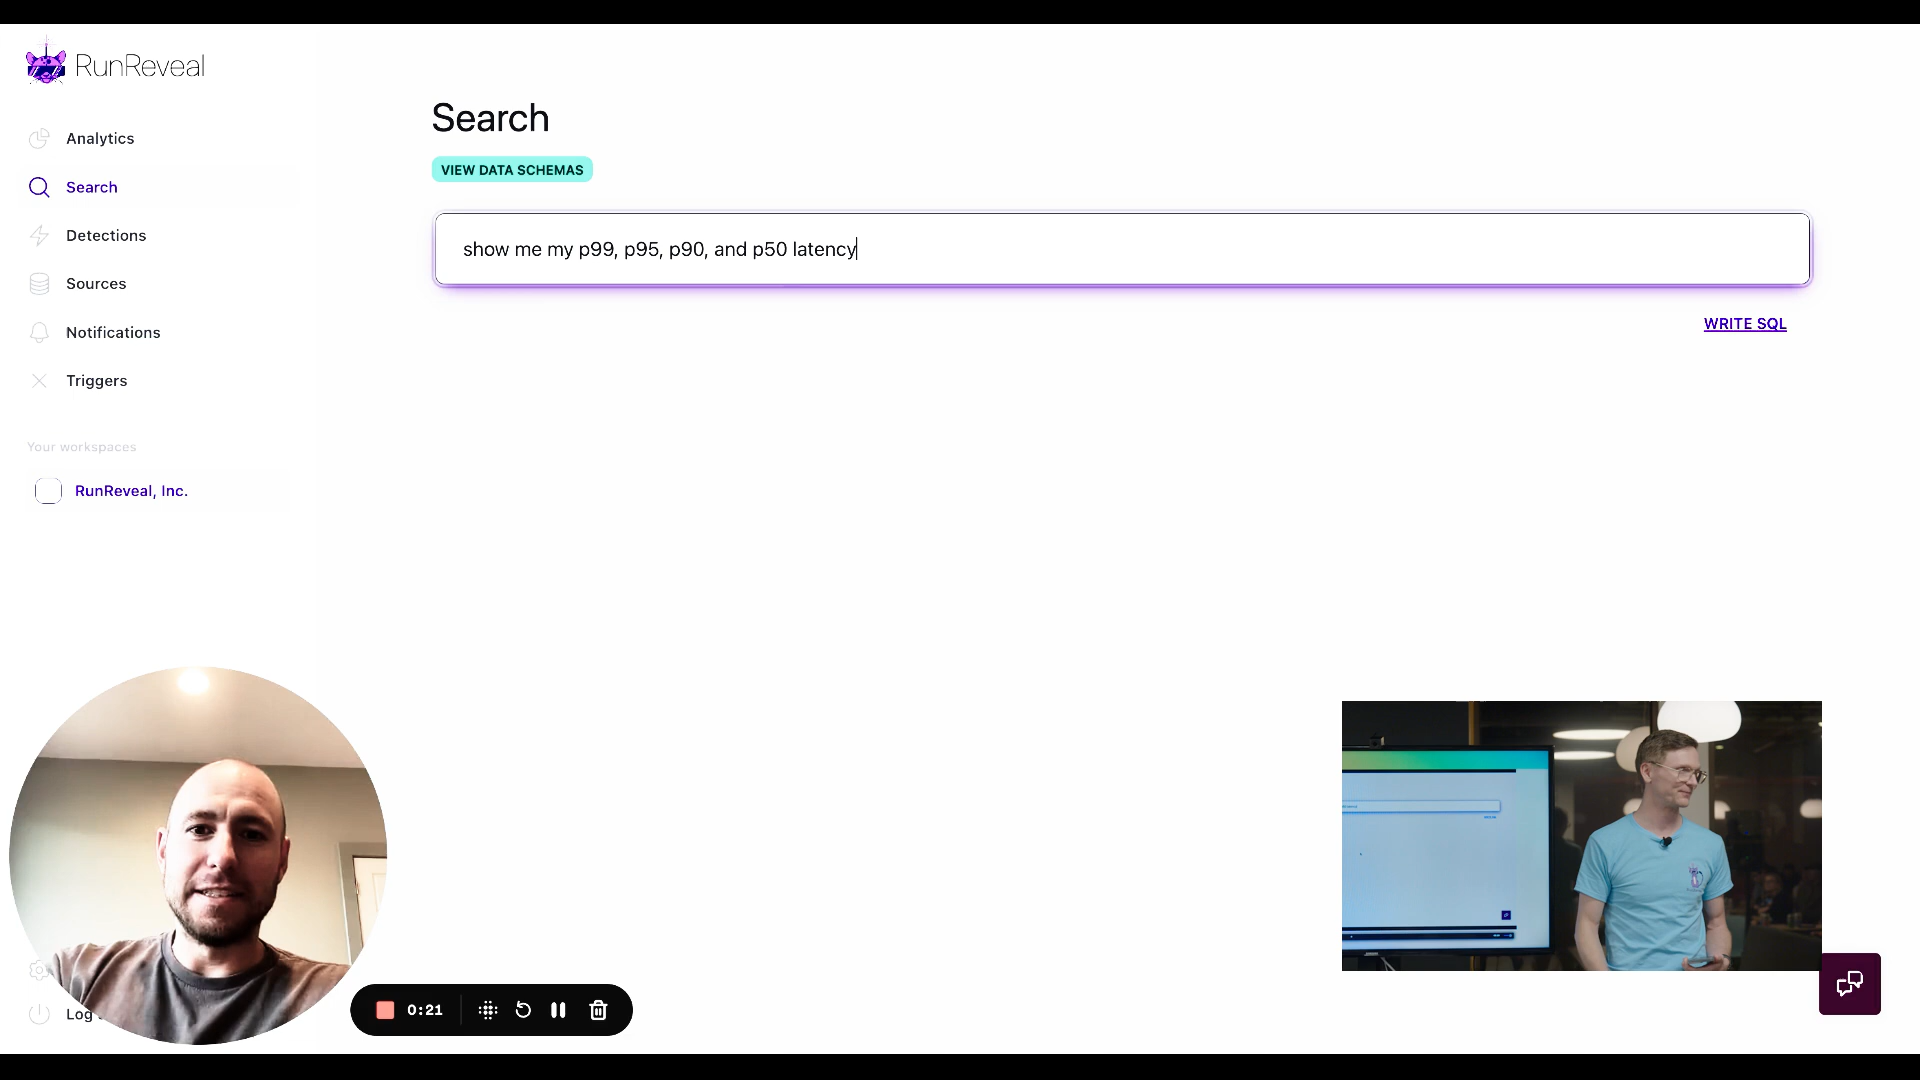 RunReveal
Analytics
Search
Detections
Sources
Notifications
Triggers
Your workspaces
RunReveal, Inc.
Log
Search
VIEW DATA SCHEMAS
show me my p99, p95, p90, and p50 latency
WRITE SQL
0:21